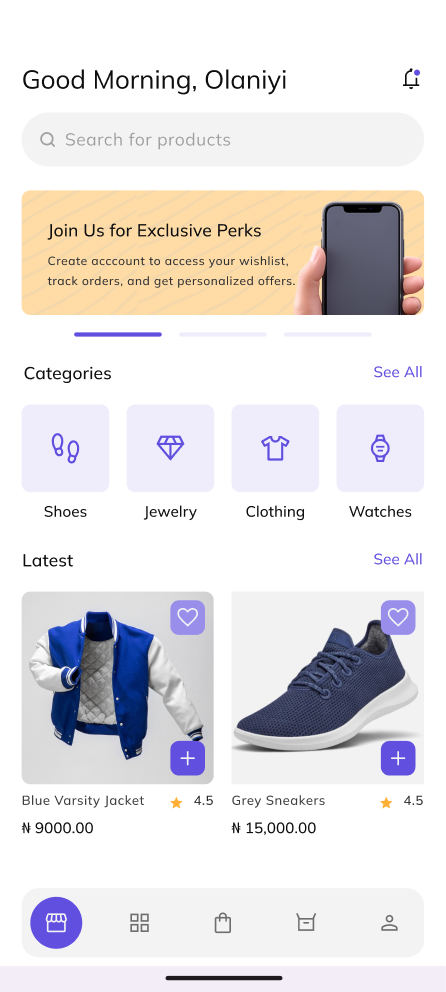 Good Morning, Olaniyi
Search for products
Join Us for Exclusive Perks
Create acccount to access your wishlist,
track orders, and get personalized offers.
Categories
See All
Shoes
Jewelry
Clothing
Watches
Latest
See All
Blue Varsity Jacket
4.5
₦ 9000.00
Grey Sneakers
4.5
₦ 15,000.00